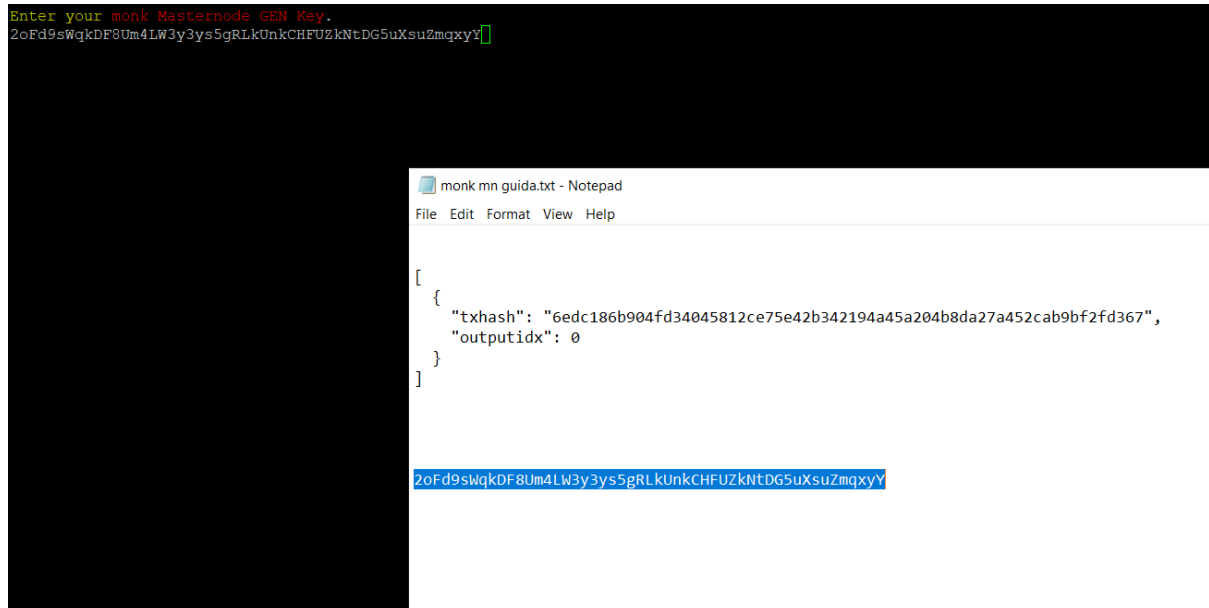 Enter your monk Masternode GEN Key.
2oFd9sWqkDF8Um4LW3y3ys5gRLkUnkCHFUZkNtDG5uXsuZmqxyY
monk mn guida.txt - Notepad
File Edit Format View Help
[
{
"txhash": "6edc186b904fd34045812ce75e42b342194a45a204b8da27a452cab9bf2fd367",
"outputidx": 0
}
]
2oFd9sWqkDF8Um4LW3y3ys5gRLkUnkCHFUZkNtDG5uXsuZmqxyY